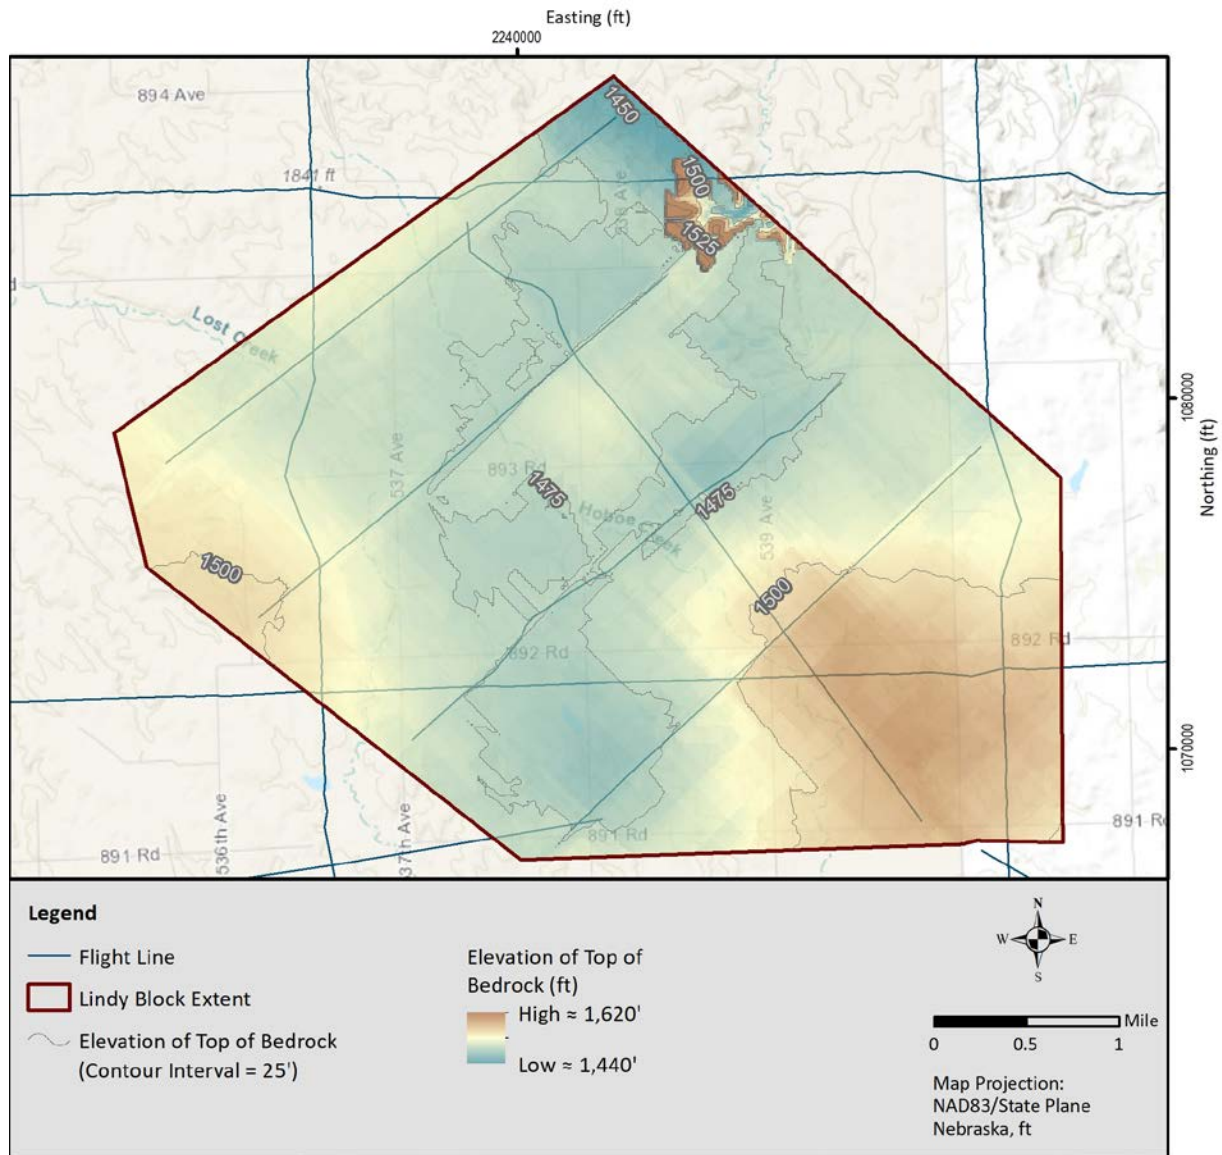 Easting (ft)
2240000
894 Ave
1450
1841 ft
1500
538 Ave
1525
Lost Creek
1080000
Northing (ft)
537 Ave
893 Rd
1475
1475
Hoboe Creek
539 Ave
1500
1500
892 Rd
892 Rd
1070000
536th Ave
37th Ave
891 Rd
891 Rd
891 R
Legend
Flight Line
Lindy Block Extent
Elevation of Top of Bedrock
(Contour Interval = 25')
Elevation of Top of
Bedrock (ft)
High ≈ 1,620'
Low ≈ 1,440'
N
W
E
S
Mile
0
0.5
1
Map Projection:
NAD83/State Plane
Nebraska, ft